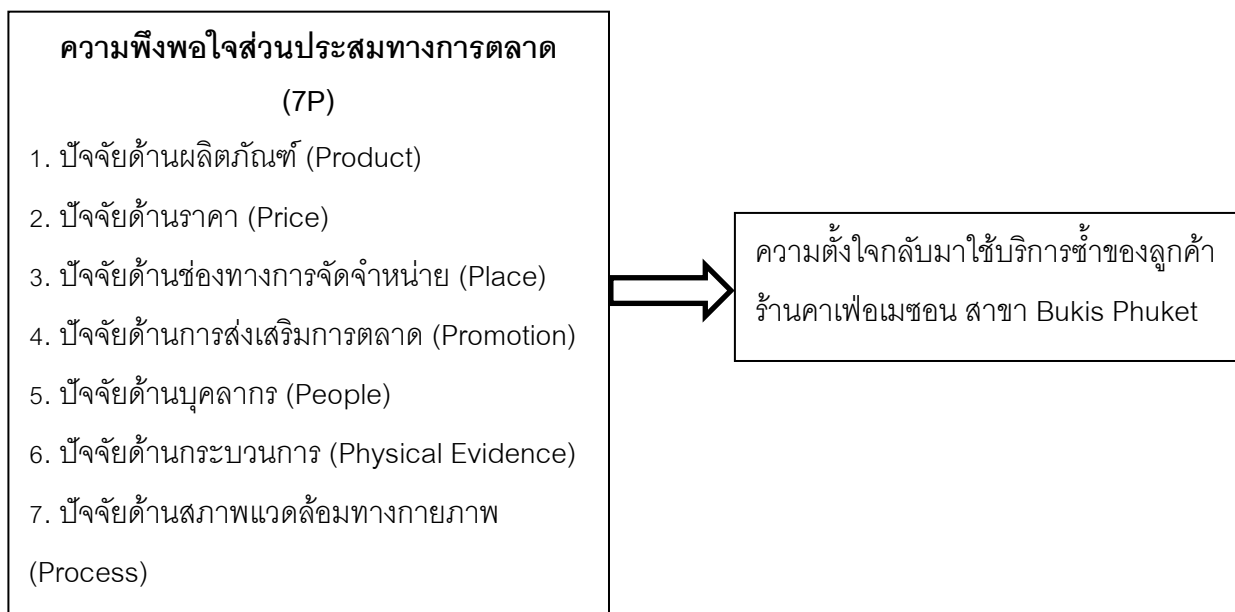 ความพึงพอใจส่วนประสมทางการตลาด
(7P)
1. ปัจจัยด้านผลิตภัณฑ์ (Product)
2. ปัจจัยด้านราคา (Price)
3. ปัจจัยด้านช่องทางการจัดจำหน่าย (Place)
4. ปัจจัยด้านการส่งเสริมการตลาด (Promotion)
5. ปัจจัยด้านบุคลากร (People)
6. ปัจจัยด้านกระบวนการ (Physical Evidence)
7. ปัจจัยด้านสภาพแวดล้อมทางกายภาพ
(Process)
ความตั้งใจกลับมาใช้บริการซ้ำของลูกค้า
ร้านคาเฟ่อเมซอน สาขา Bukis Phuket